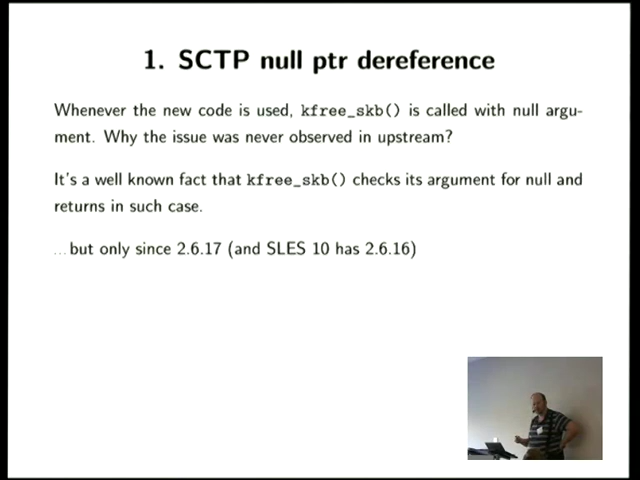 1. SCTP null ptr dereference
Whenever the new code is used, kfree_skb() is called with null argu-
ment. Why the issue was never observed in upstream?
It's a well known fact that kfree_skb() checks its argument for null and
returns in such case.
...but only since 2.6.17 (and SLES 10 has 2.6.16)